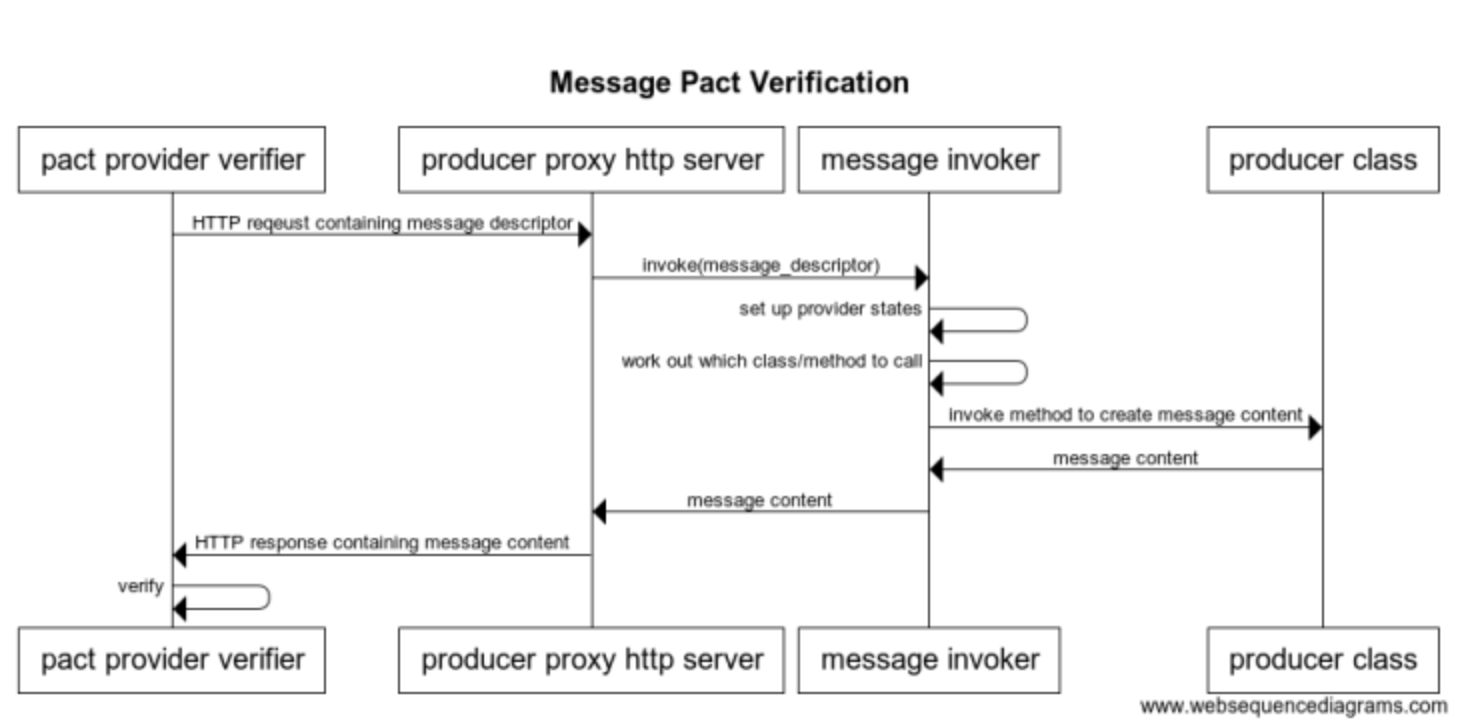 Message Pact Verification
pact provider verifier
producer proxy http server
message invoker
producer class
HTTP reqeust containing message descriptor
invoke(message_descriptor)
set up provider states
work out which class/method to call
invoke method to create message content
message content
message content
HTTP response containing message content
verify
pact provider verifier
producer proxy http server
message invoker
producer class
www.websequencediagrams.com